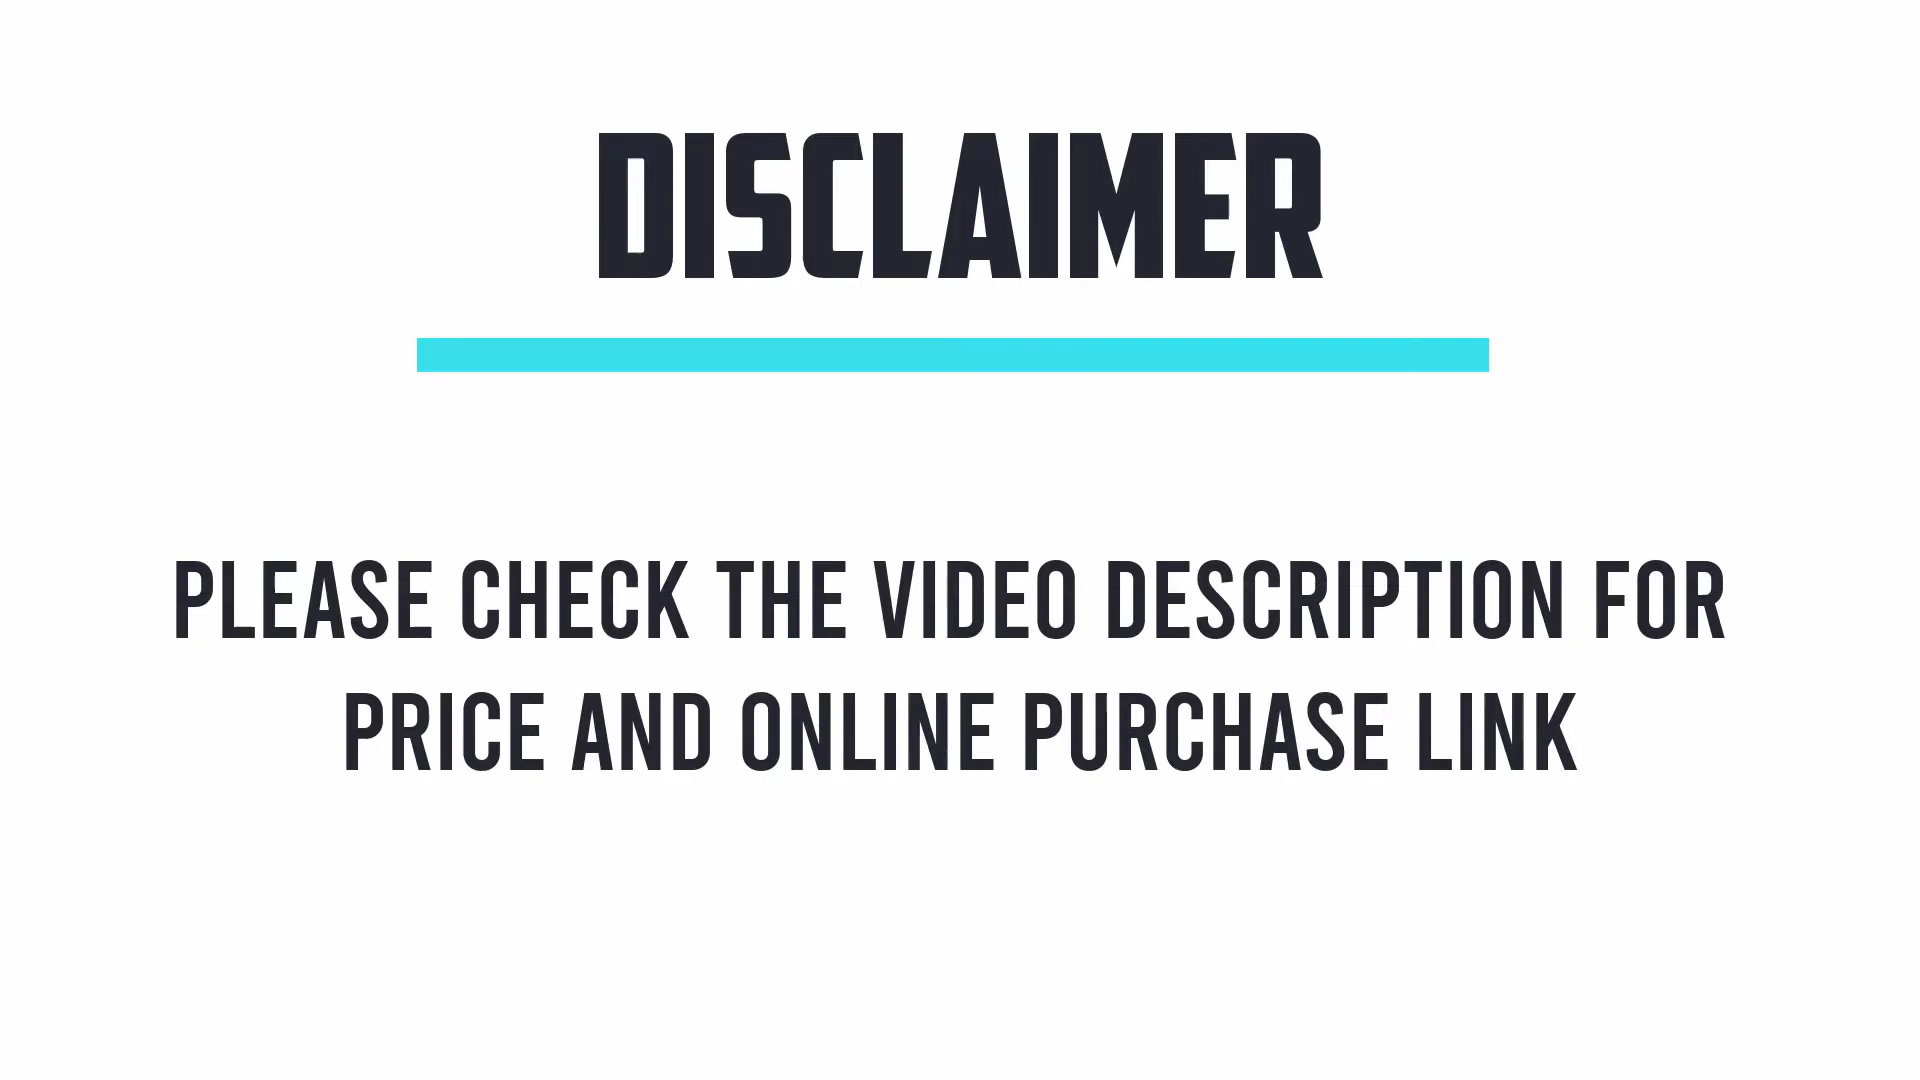 DISCLAIMER
PLEASE CHECK THE VIDEO DESCRIPTION FOR
PRICE AND ONLINE PURCHASE LINK